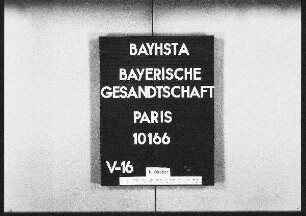 BAYHSTA
BAYERISCHE
GESANDTSCHAFT
PARIS
10166
V-16